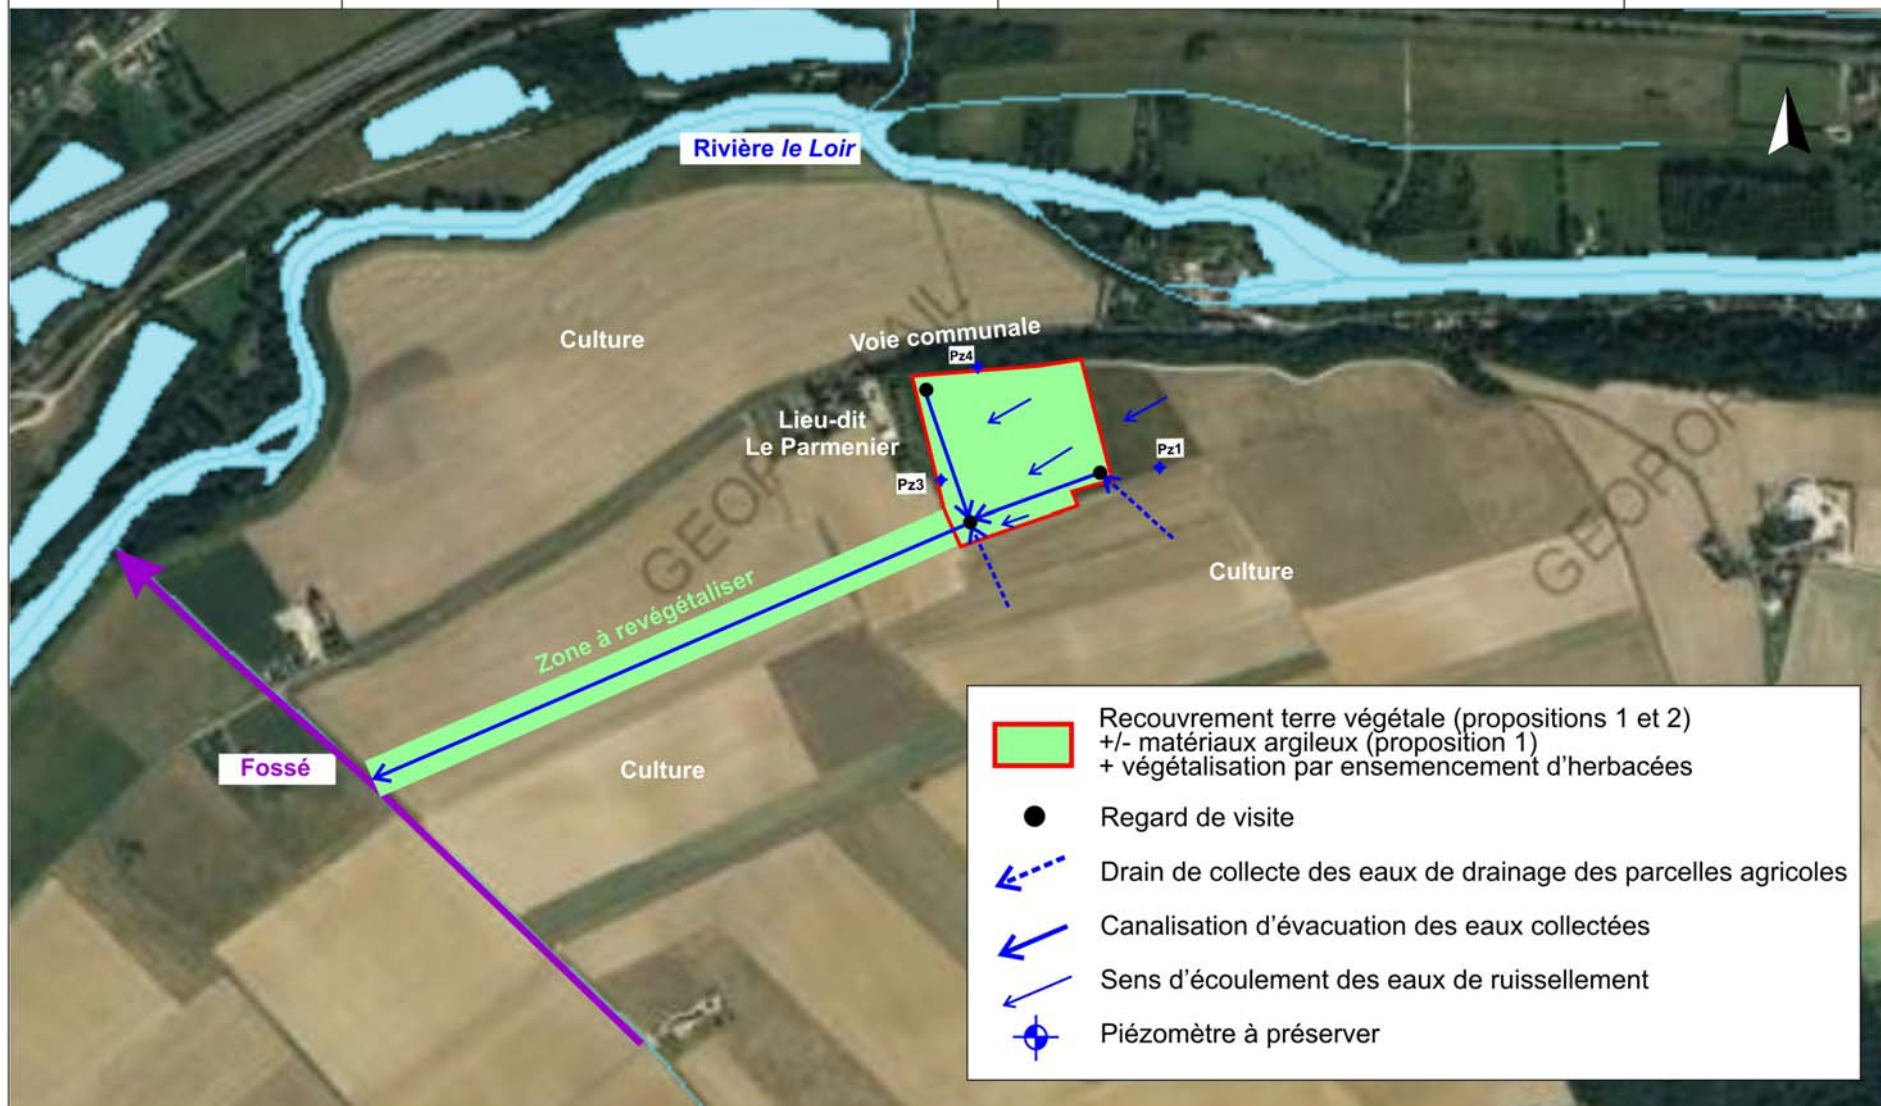 Rivière le Loir
Culture
Voie communale
Pz4
Lieu-dit
Le Parmenier
Pz1
Pz3
Culture
Zone à revégétaliser
Fossé
Culture
Recouvrement terre végétale (propositions 1 et 2)
+/- matériaux argileux (proposition 1)
+ végétalisation par ensemencement d'herbacées
Regard de visite
Drain de collecte des eaux de drainage des parcelles agricoles
Canalisation d'évacuation des eaux collectées
Sens d'écoulement des eaux de ruissellement
Piézomètre à préserver